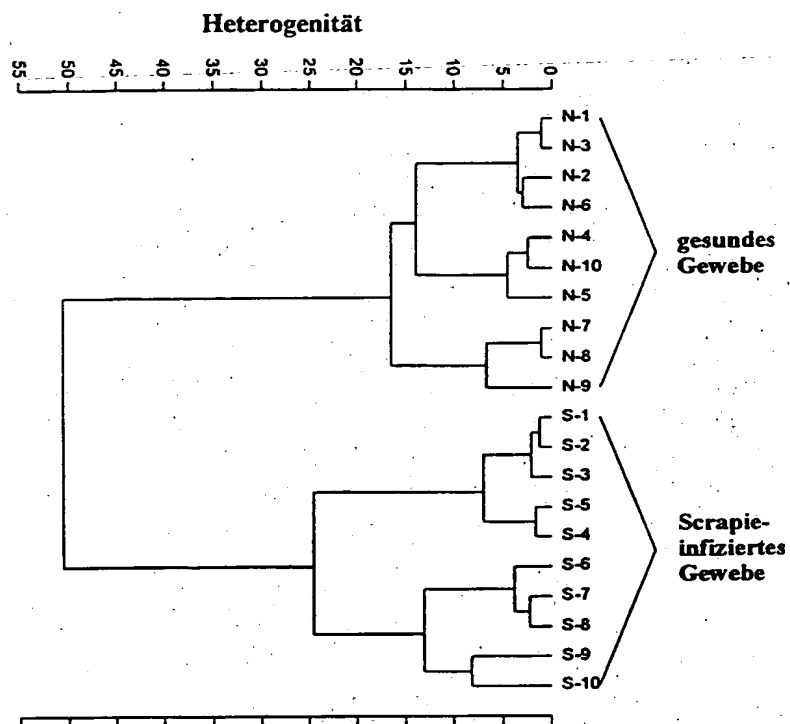 Heterogenität
55 50 45 40 35 30 25 20 15 10 5 0
N-1
N-3
N-2
N-6
N-4
N-10
N-5
N-7
N-8
N-9
gesundes
Gewebe
S-1
S-2
S-3
S-5
S-4
S-6
S-7
S-8
S-9
S-10
Scrapie-
infiziertes
Gewebe